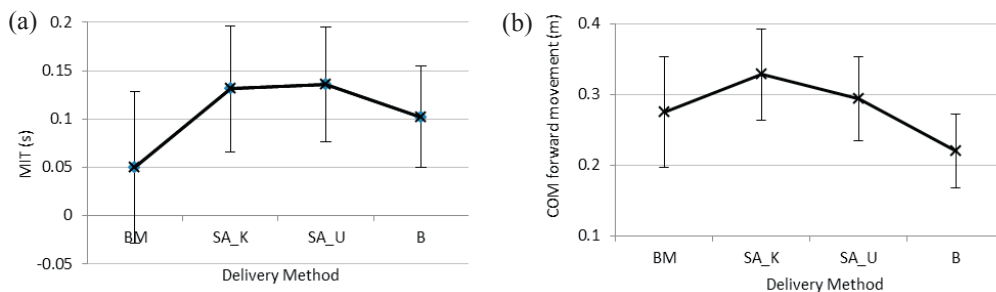 (a)
0.2
0.15
0.1
0.05
0
-0.05
MIT (s)
BM SA_K SA_U B
Delivery Method
(b)
0.4
0.3
0.2
0.1
COM forward movement (m)
BM SA_K SA_U B
Delivery Method